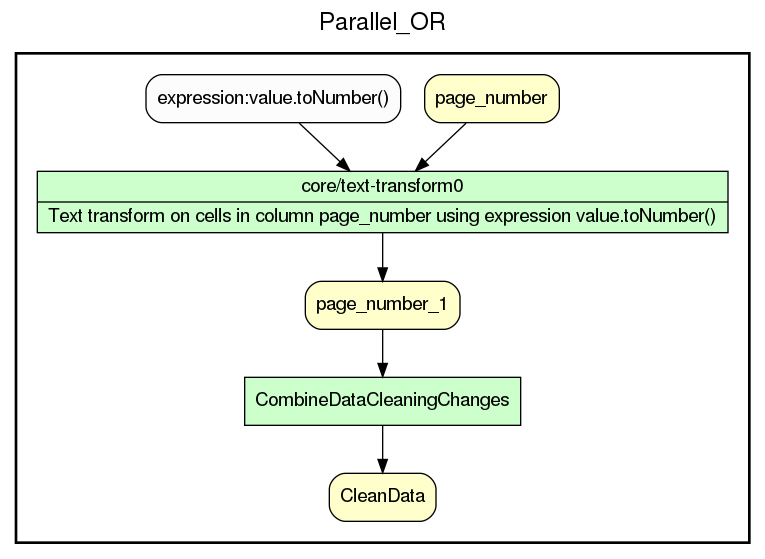 Parallel_OR
expression:value.toNumber()
page_number
core/text-transform0
Text transform on cells in column page_number using expression value.toNumber()
page_number_1
CombineDataCleaningChanges
CleanData